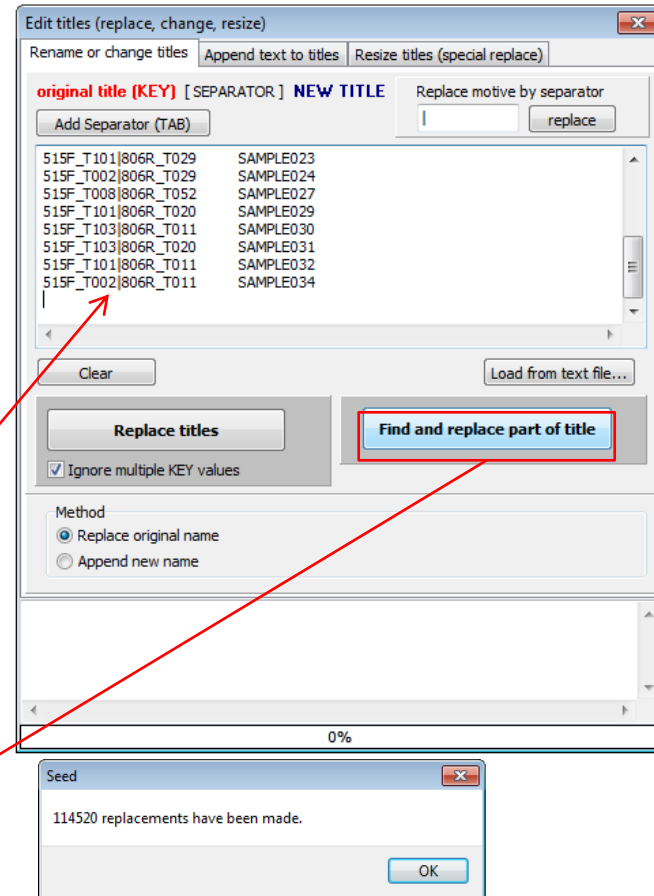 Edit titles (replace, change, resize)
Rename or change titles Append text to titles Resize titles (special replace)
original title (KEY) [ SEPARATOR ] NEW TITLE Replace motive by separator
Add Separator (TAB) | replace
515F_T101|806R_T029 SAMPLE023
515F_T002|806R_T029 SAMPLE024
515F_T008|806R_T052 SAMPLE027
515F_T101|806R_T020 SAMPLE029
515F_T103|806R_T011 SAMPLE030
515F_T103|806R_T020 SAMPLE031
515F_T101|806R_T011 SAMPLE032
515F_T002|806R_T011 SAMPLE034
Clear Load from text file...
Replace titles Find and replace part of title
Ignore multiple KEY values
Method
Replace original name
Append new name
0%
Seed
114520 replacements have been made.
OK